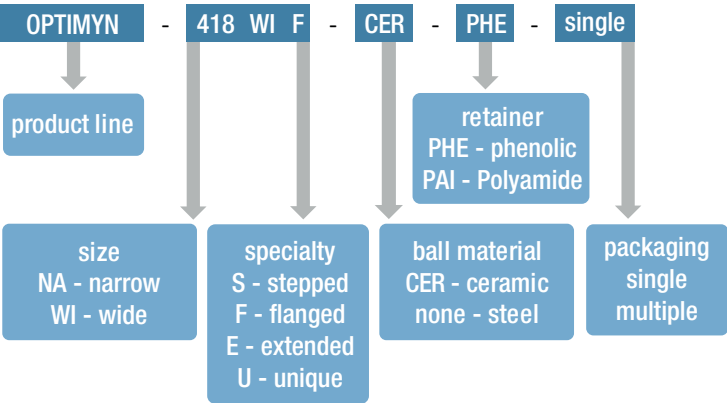 OPTIMYN - 418 WI F - CER - PHE - single
product line
retainer
PHE - phenolic
PAI - Polyamide
size
NA - narrow
WI - wide
specialty
S - stepped
F - flanged
E - extended
U - unique
ball material
CER - ceramic
none - steel
packaging
single
multiple